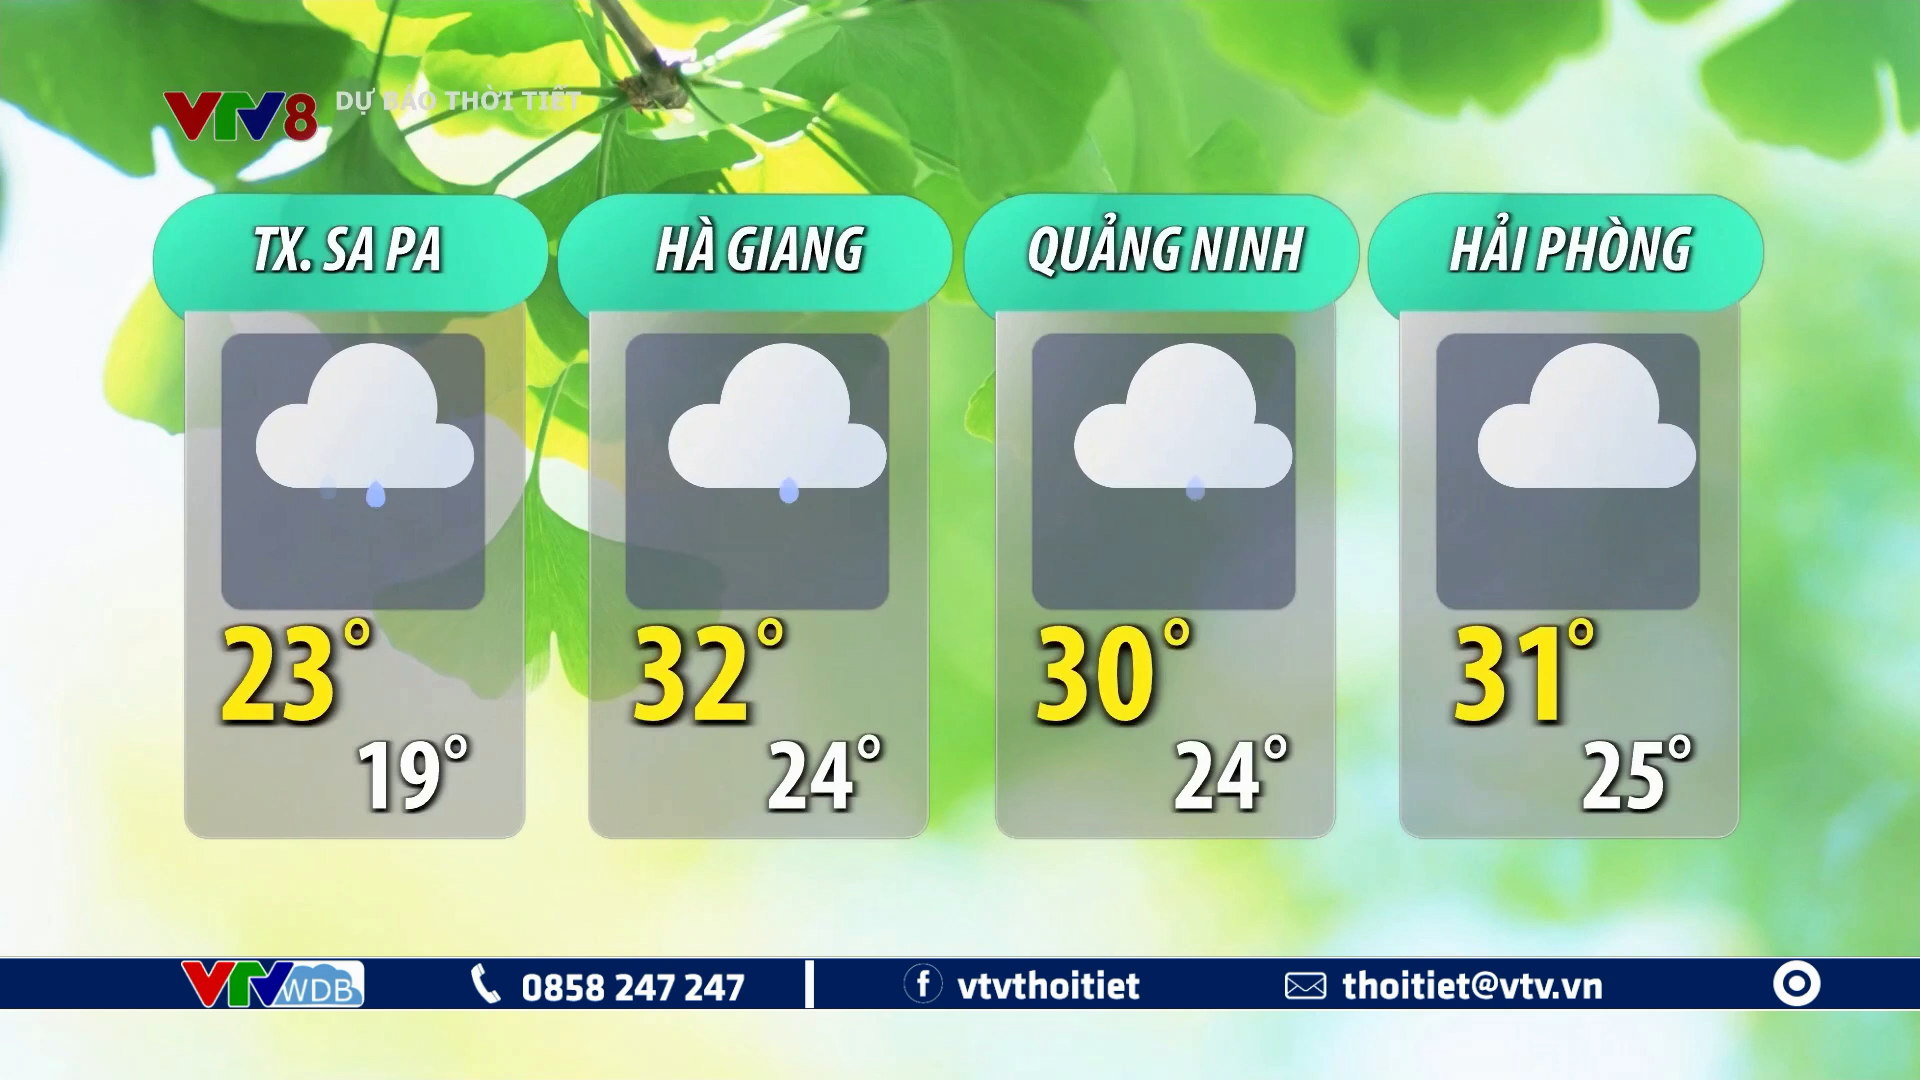 VTV8 DỰ BÁO THỜI TIẾT
TX. SA PA
23°
19°
HÀ GIANG
32°
24°
QUẢNG NINH
30°
24°
HẢI PHÒNG
31°
25°
VTV WDB 0858 247 247 vtvthoitiet thoitiet@vtv.vn